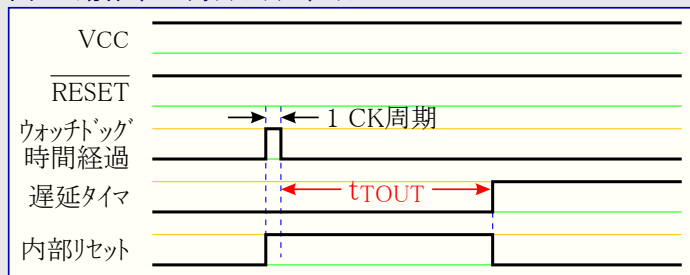 VCC
RESET
1 CK周期
ウォッチドッグ
時間経過
遅延タイマ
tTOUT
内部リセット